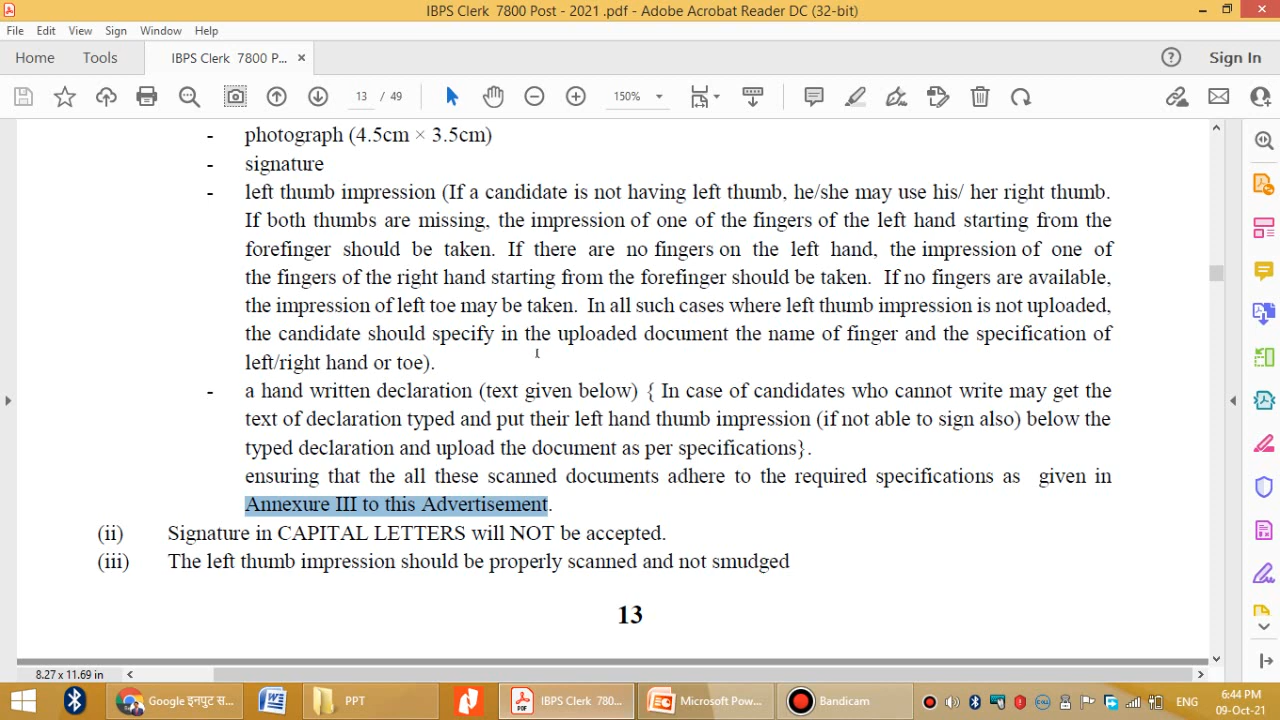 IBPS Clerk  7800 Post - 2021 .pdf - Adobe Acrobat Reader DC (32-bit)
File Edit View Sign Window Help
Home Tools IBPS Clerk  7800 P... × Sign In
13 / 49 150%
- photograph (4.5cm × 3.5cm)
- signature
- left thumb impression (If a candidate is not having left thumb, he/she may use his/ her right thumb.
If both thumbs are missing, the impression of one of the fingers of the left hand starting from the
forefinger should be taken. If there are no fingers on the left hand, the impression of one of
the fingers of the right hand starting from the forefinger should be taken.  If no fingers are available,
the impression of left toe may be taken.  In all such cases where left thumb impression is not uploaded,
the candidate should specify in the uploaded document the name of finger and the specification of
left/right hand or toe).
- a hand written declaration (text given below) { In case of candidates who cannot write may get the
text of declaration typed and put their left hand thumb impression (if not able to sign also) below the
typed declaration and upload the document as per specifications}.
ensuring that the all these scanned documents adhere to the required specifications as  given in
Annexure III to this Advertisement.
(ii) Signature in CAPITAL LETTERS will NOT be accepted.
(iii) The left thumb impression should be properly scanned and not smudged
13
8.27 x 11.69 in
Google इनपुट स... PPT IBPS Clerk  780... Microsoft Pow... Bandicam ENG 6:44 PM
09-Oct-21